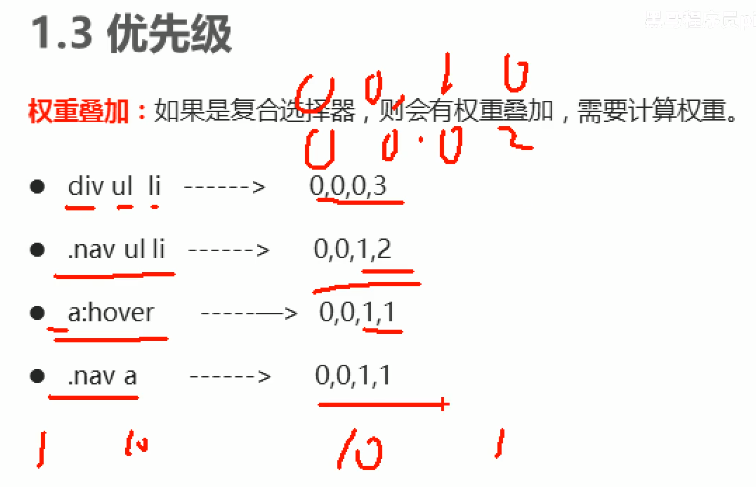 1.3 优先级
0 0, 1 0
权重叠加：如果是复合选择器，则会有权重叠加，需要计算权重。
0 0·0 2
● div ul li ------> 0,0,0,3
● .nav ul li ------> 0,0,1,2
● a:hover -----—> 0,0,1,1
● .nav a ------> 0,0,1,1
1 10 10 1